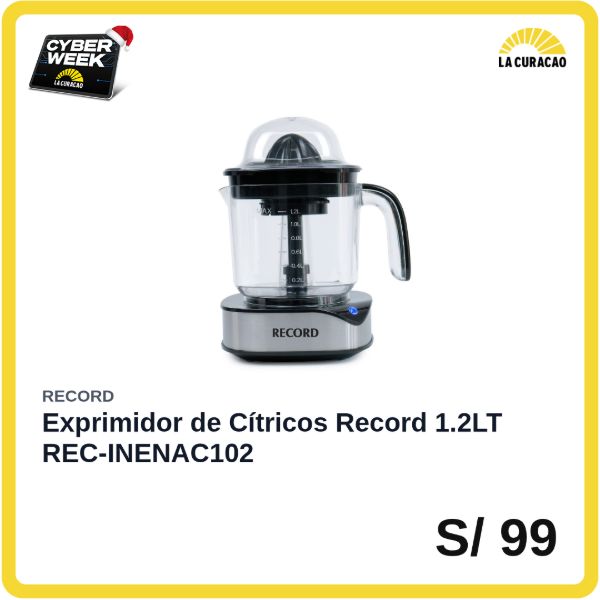 CYBER
WEEK
LA CURACAO
LA CURACAO
MAX
1.2L
1.0L
0.8L
0.6L
0.4L
0.2L
RECORD
RECORD
Exprimidor de Cítricos Record 1.2LT
REC-INENAC102
S/ 99